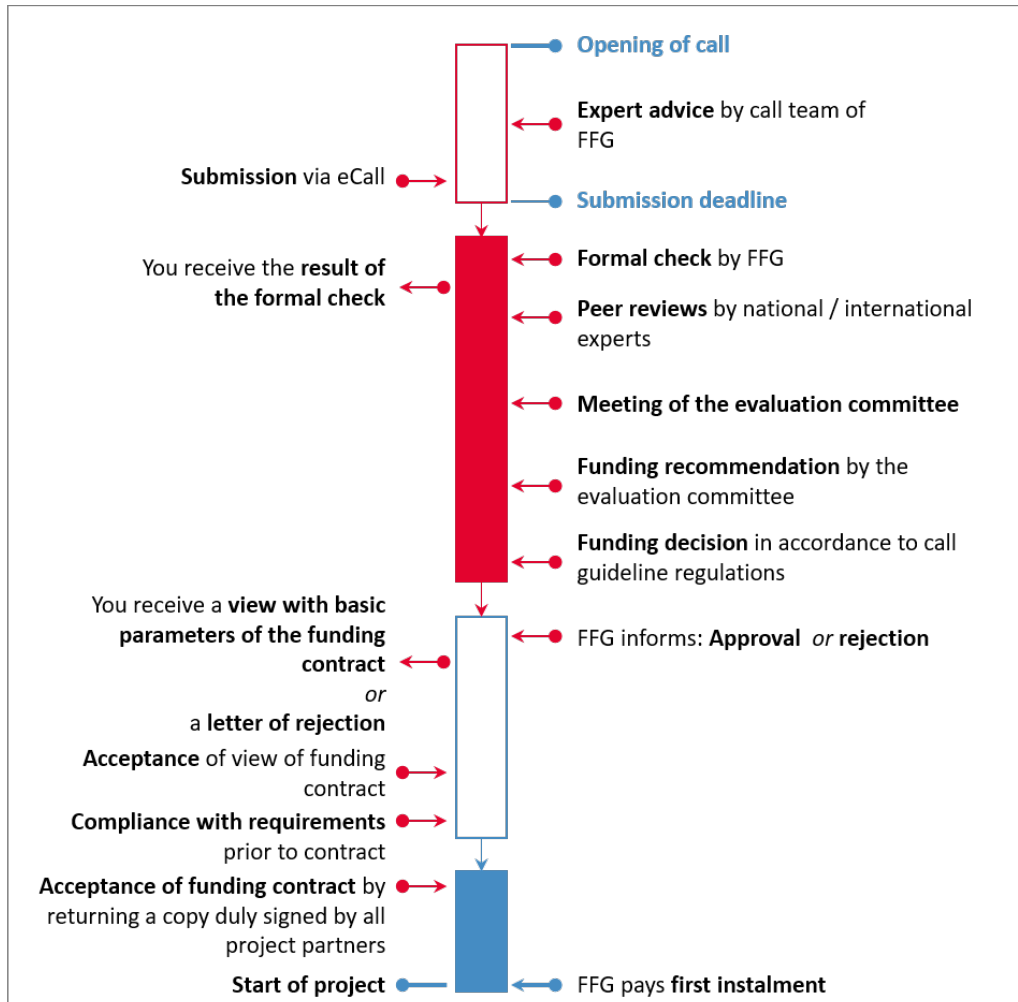 Opening of call
Expert advice by call team of
FFG
Submission via eCall
Submission deadline
Formal check by FFG
You receive the result of
the formal check
Peer reviews by national / international
experts
Meeting of the evaluation committee
Funding recommendation by the
evaluation committee
Funding decision in accordance to call
guideline regulations
You receive a view with basic
parameters of the funding
contract
or
a letter of rejection
FFG informs: Approval or rejection
Acceptance of view of funding
contract
Compliance with requirements
prior to contract
Acceptance of funding contract by
returning a copy duly signed by all
project partners
Start of project
FFG pays first instalment